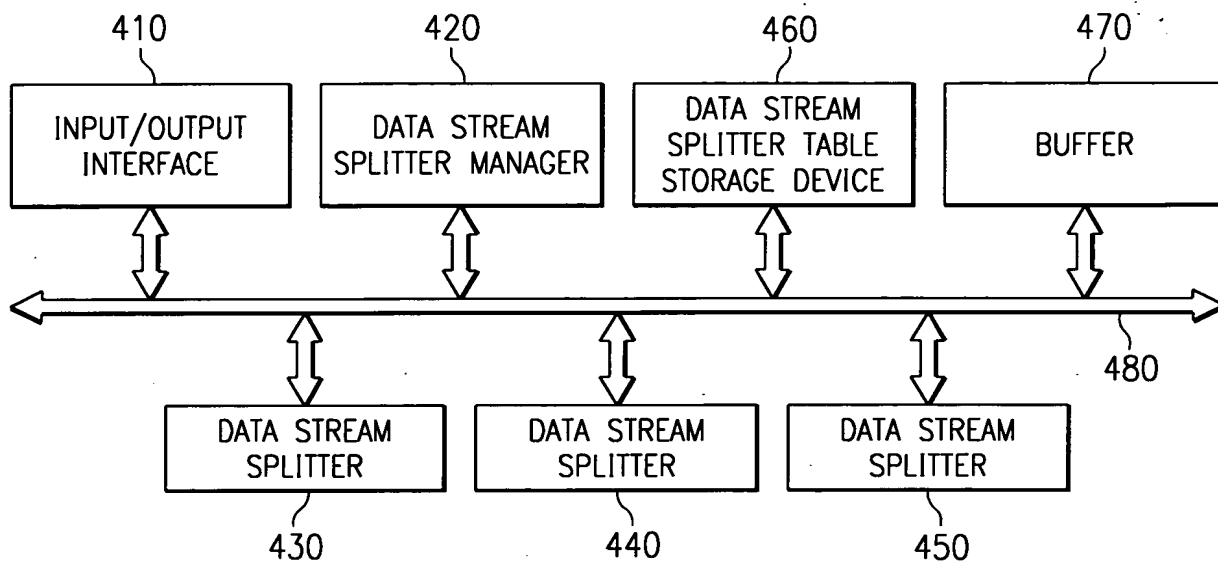 410
420
460
470
INPUT/OUTPUT
INTERFACE
DATA STREAM
SPLITTER MANAGER
DATA STREAM
SPLITTER TABLE
STORAGE DEVICE
BUFFER
480
DATA STREAM
SPLITTER
DATA STREAM
SPLITTER
DATA STREAM
SPLITTER
430
440
450